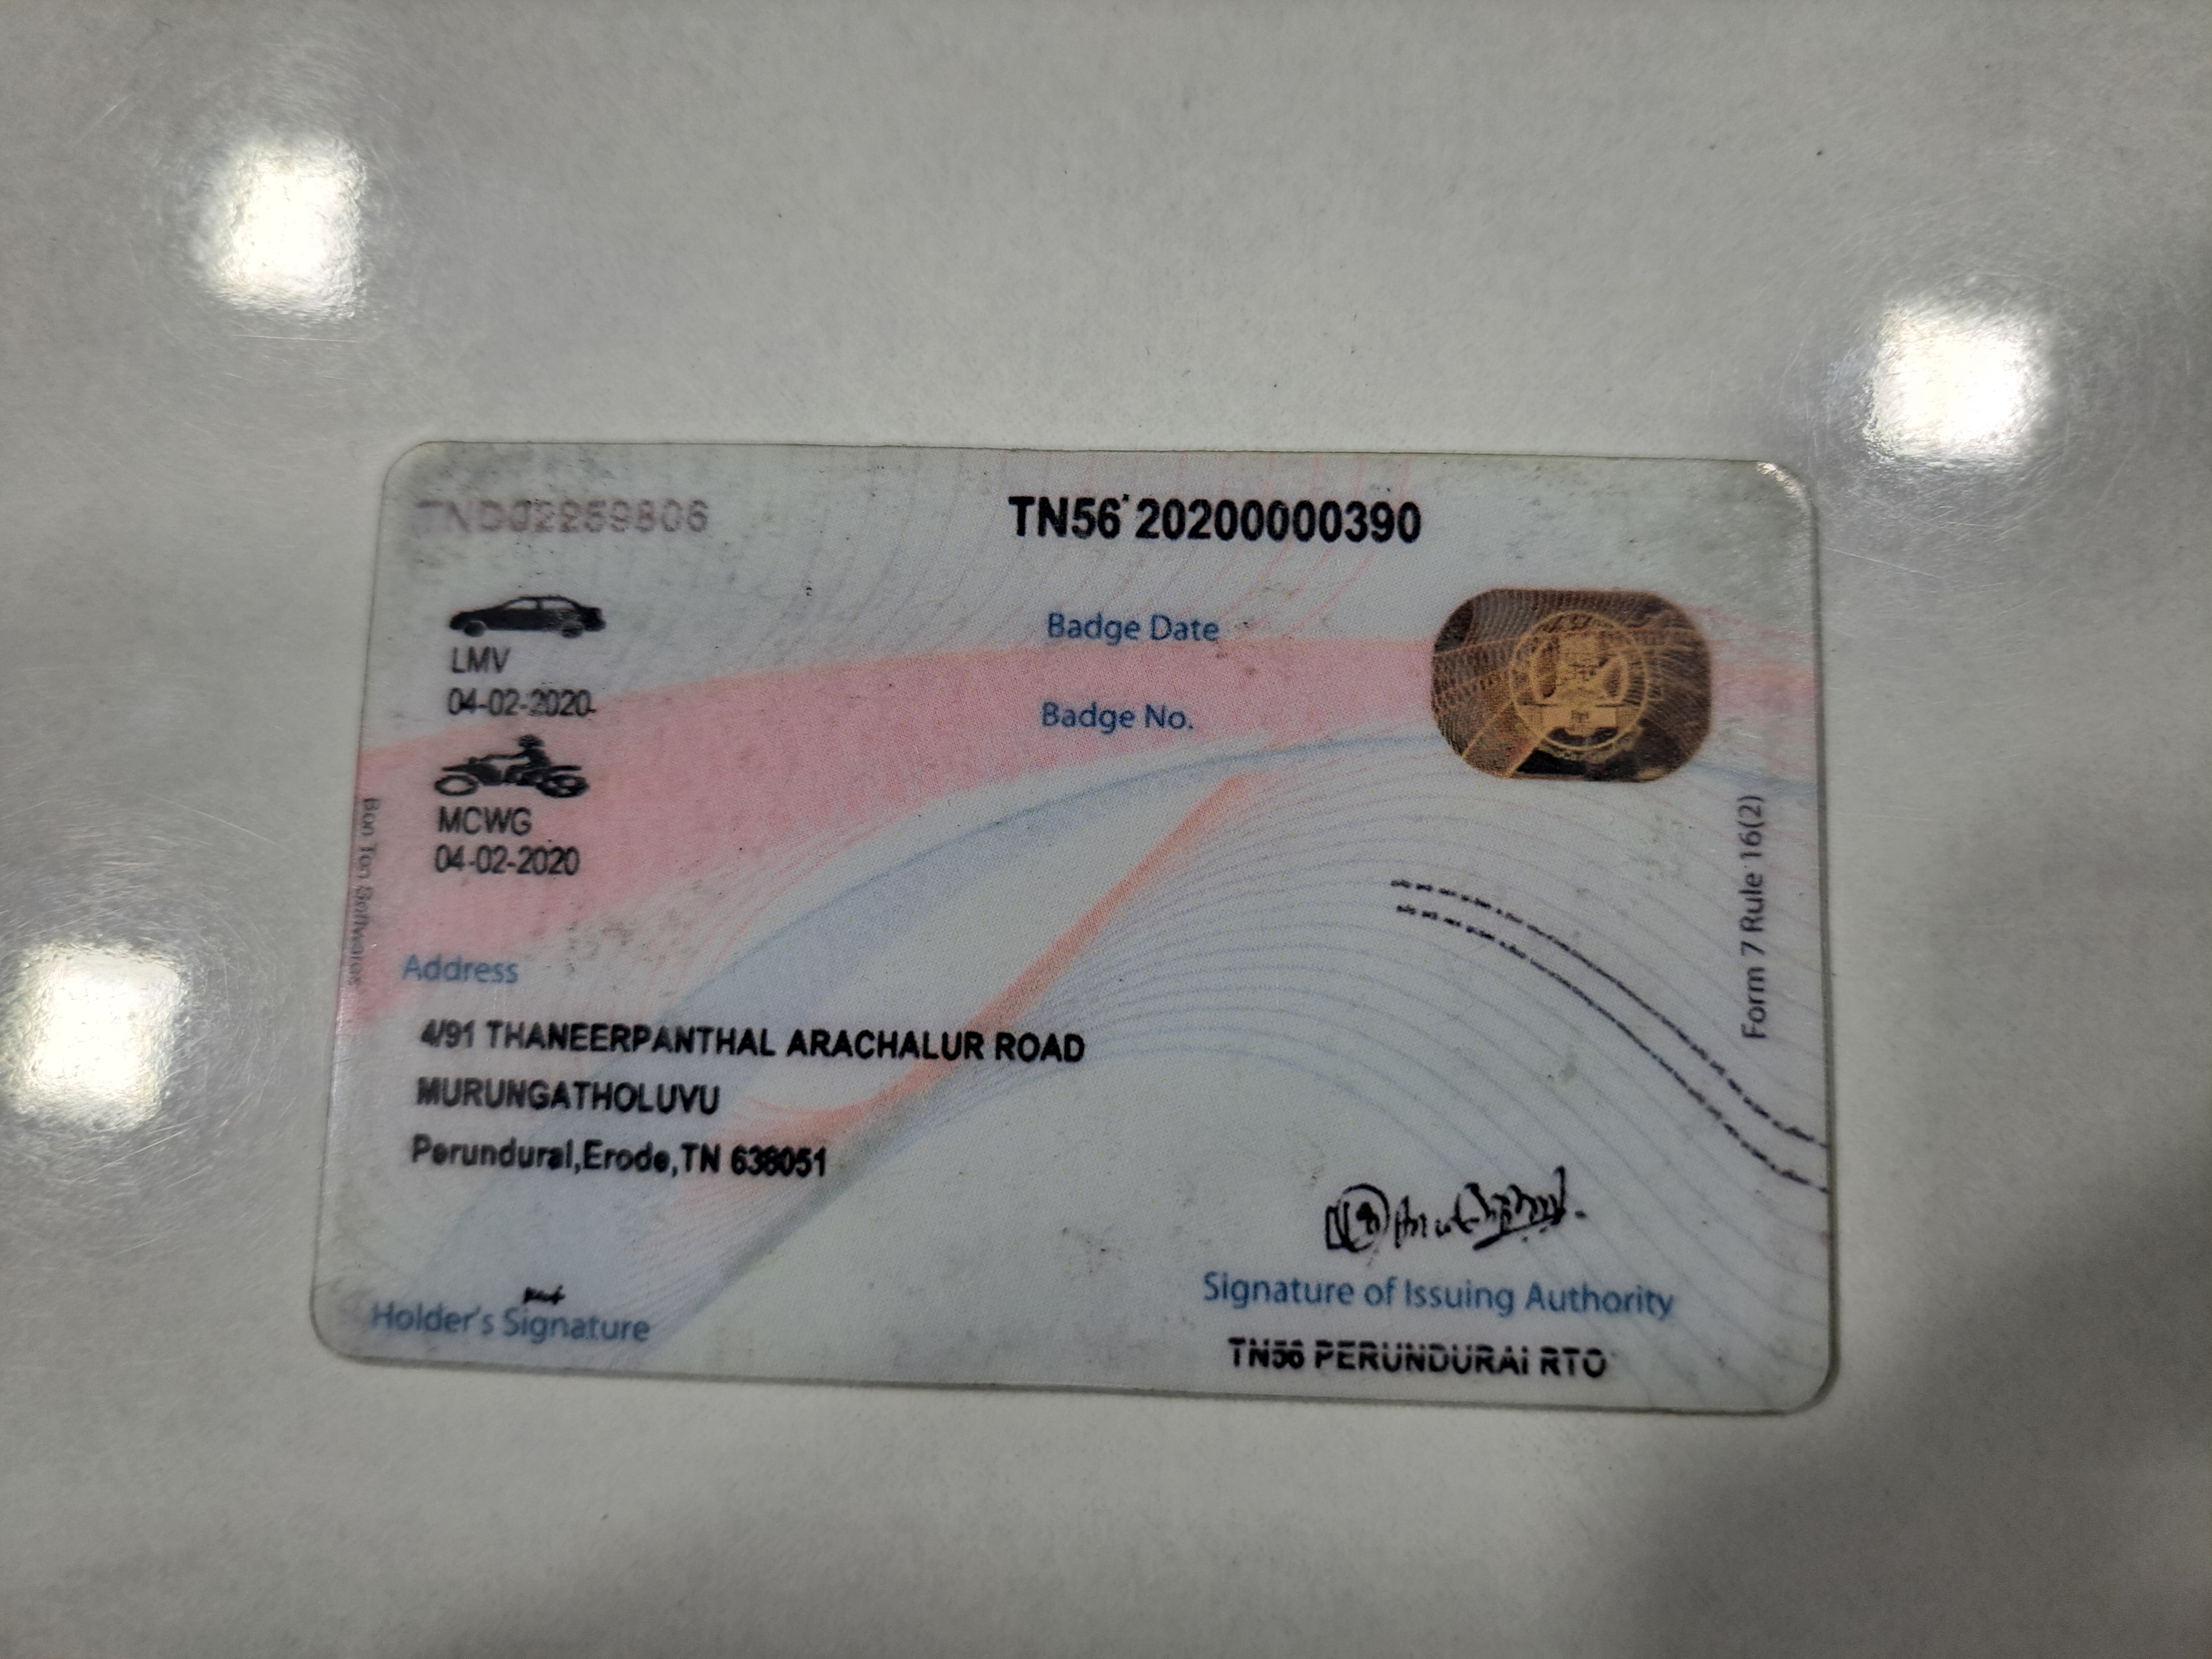 TND02259806
TN56 20200000390
LMV
04-02-2020
Badge Date
Badge No.
MCWG
04-02-2020
Address
4/91 THANEERPANTHAL ARACHALUR ROAD
MURUNGATHOLUVU
Perundurai,Erode,TN 638051
Holder's Signature
Signature of Issuing Authority
TN56 PERUNDURAI RTO
Form 7 Rule 16(2)
Bon Ton Softwares